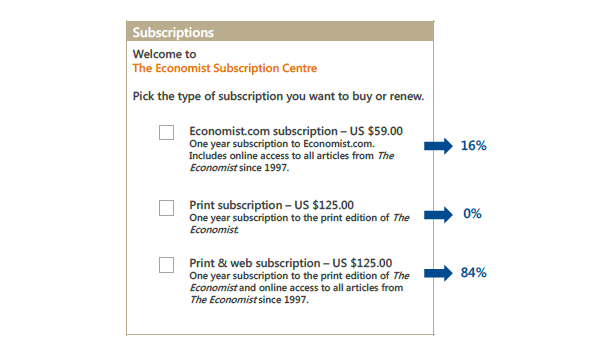 Subscriptions
Welcome to
The Economist Subscription Centre
Pick the type of subscription you want to buy or renew.
Economist.com subscription – US $59.00
One year subscription to Economist.com.
Includes online access to all articles from The
Economist since 1997.
16%
Print subscription – US $125.00
One year subscription to the print edition of The
Economist.
0%
Print & web subscription – US $125.00
One year subscription to the print edition of The
Economist and online access to all articles from
The Economist since 1997.
84%